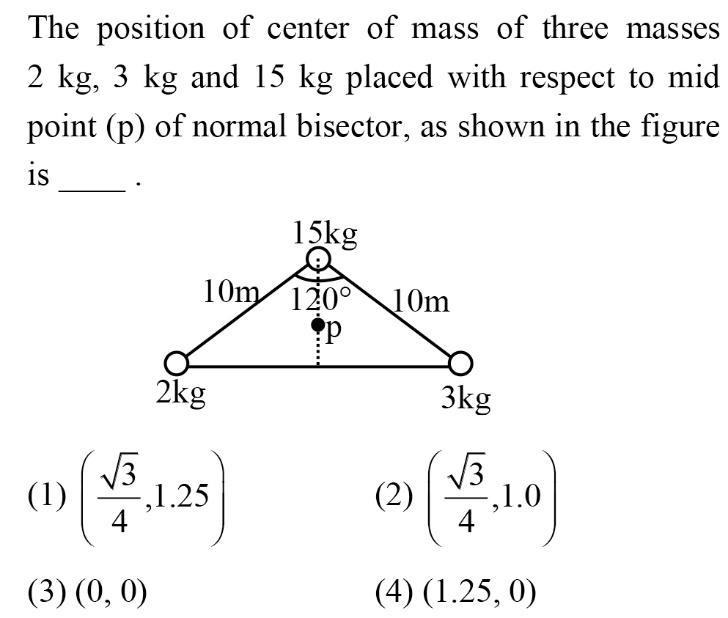 The position of center of mass of three masses
2 kg, 3 kg and 15 kg placed with respect to mid
point (p) of normal bisector, as shown in the figure
is ____ .
15kg
10m 120° 10m
p
2kg 3kg
(1) (√3/4, 1.25) (2) (√3/4, 1.0)
(3) (0, 0) (4) (1.25, 0)